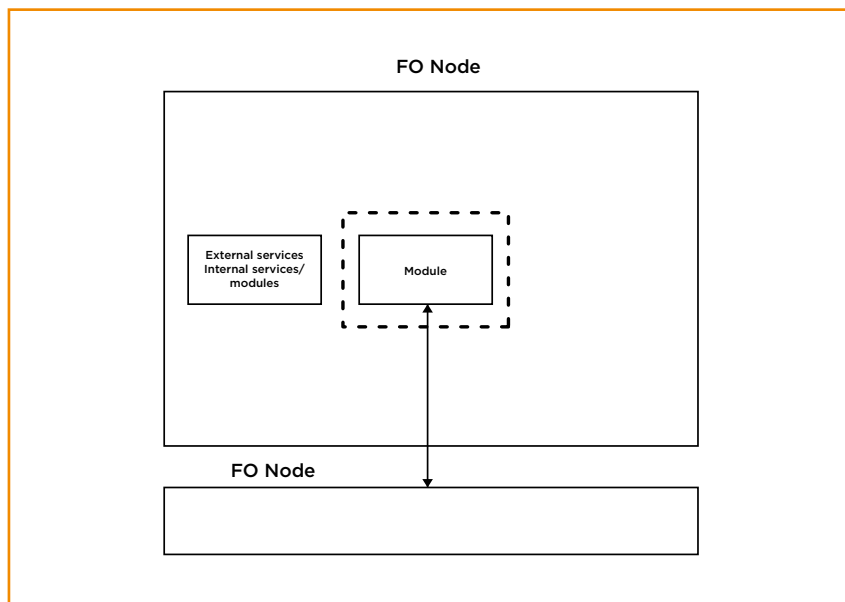 FO Node
External services
Internal services/
modules
Module
FO Node